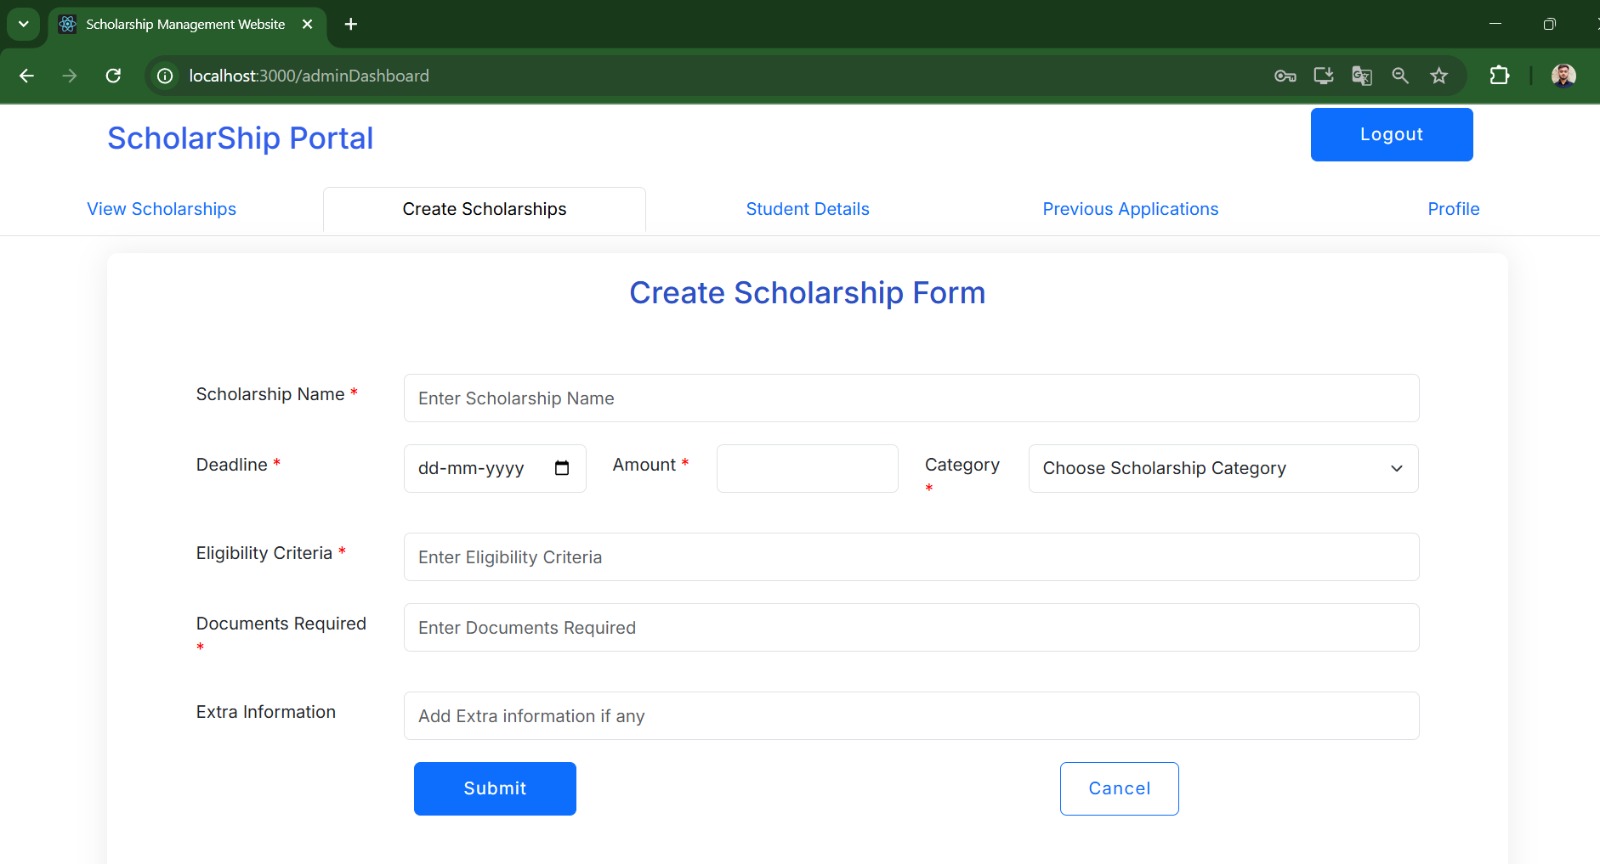 Scholarship Management Website
localhost:3000/adminDashboard
ScholarShip Portal
Logout
View Scholarships
Create Scholarships
Student Details
Previous Applications
Profile
Create Scholarship Form
Scholarship Name *
Enter Scholarship Name
Deadline *
dd-mm-yyyy
Amount *
Category
*
Choose Scholarship Category
Eligibility Criteria *
Enter Eligibility Criteria
Documents Required
*
Enter Documents Required
Extra Information
Add Extra information if any
Submit
Cancel